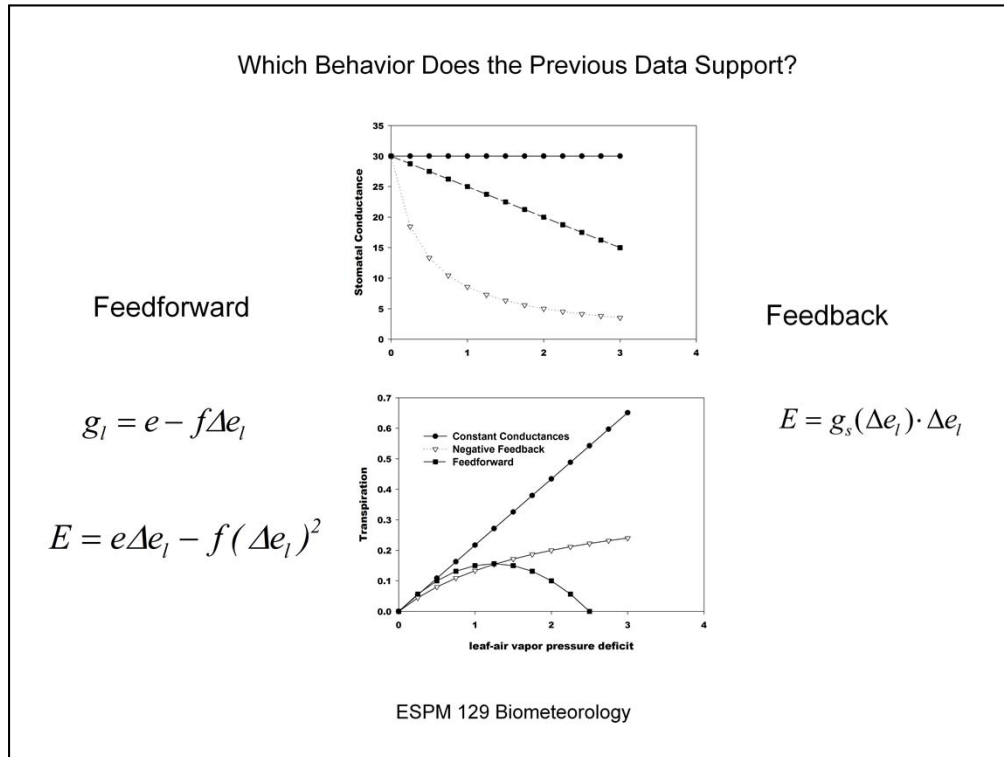 Which Behavior Does the Previous Data Support?
Stomatal Conductance
35
30
25
20
15
10
5
0
0 1 2 3 4
Feedforward
Feedback
g_l = e − fΔe_l
E = eΔe_l − f(Δe_l)²
E = g_s(Δe_l)·Δe_l
Transpiration
0.7
0.6
0.5
0.4
0.3
0.2
0.1
0.0
Constant Conductances
Negative Feedback
Feedforward
0 1 2 3 4
leaf-air vapor pressure deficit
ESPM 129 Biometeorology